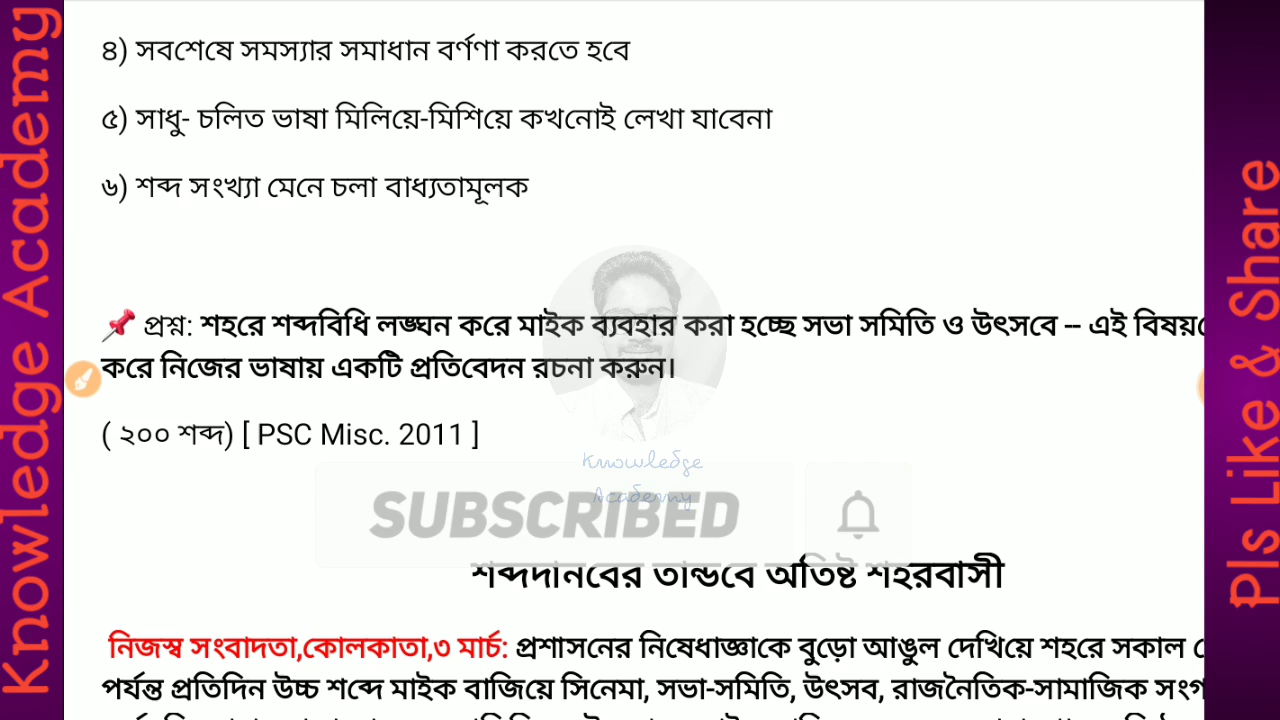 Knowledge Academy
৪) সবশেষে সমস্যার সমাধান বর্ণণা করতে হবে
৫) সাধু- চলিত ভাষা মিলিয়ে-মিশিয়ে কখনোই লেখা যাবেনা
৬) শব্দ সংখ্যা মেনে চলা বাধ্যতামূলক
📌 প্রশ্ন: শহরে শব্দবিধি লঙ্ঘন করে মাইক ব্যবহার করা হচ্ছে সভা সমিতি ও উৎসবে -- এই
করে নিজের ভাষায় একটি প্রতিবেদন রচনা করুন।
( ২০০ শব্দ) [ PSC Misc. 2011 ]
Knowledge
Academy
SUBSCRIBED
শব্দদানবের তান্ডবে অতিষ্ট শহরবাসী
নিজস্ব সংবাদতা,কোলকাতা,৩ মার্চ: প্রশাসনের নিষেধাজ্ঞাকে বুড়ো আঙুল দেখিয়ে শহরে সকাল
পর্যন্ত প্রতিদিন উচ্চ শব্দে মাইক বাজিয়ে সিনেমা, সভা-সমিতি, উৎসব, রাজনৈতিক-সামাজিক
Pls Like & Share